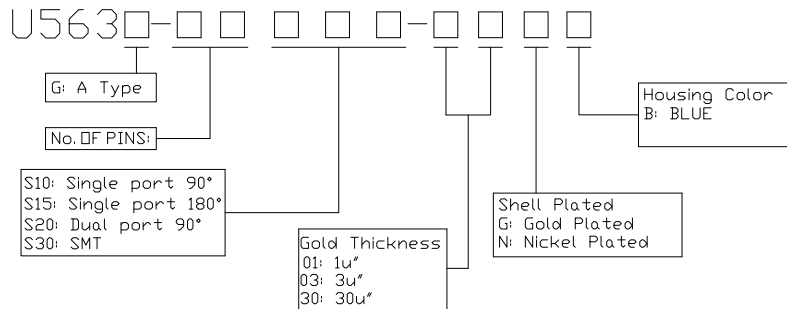 U563□-□□ □□□-□□□□
G: A Type
No. OF PINS:
S10: Single port 90°
S15: Single port 180°
S20: Dual port 90°
S30: SMT
Gold Thickness
01: 1u"
03: 3u"
30: 30u"
Shell Plated
G: Gold Plated
N: Nickel Plated
Housing Color
B: BLUE